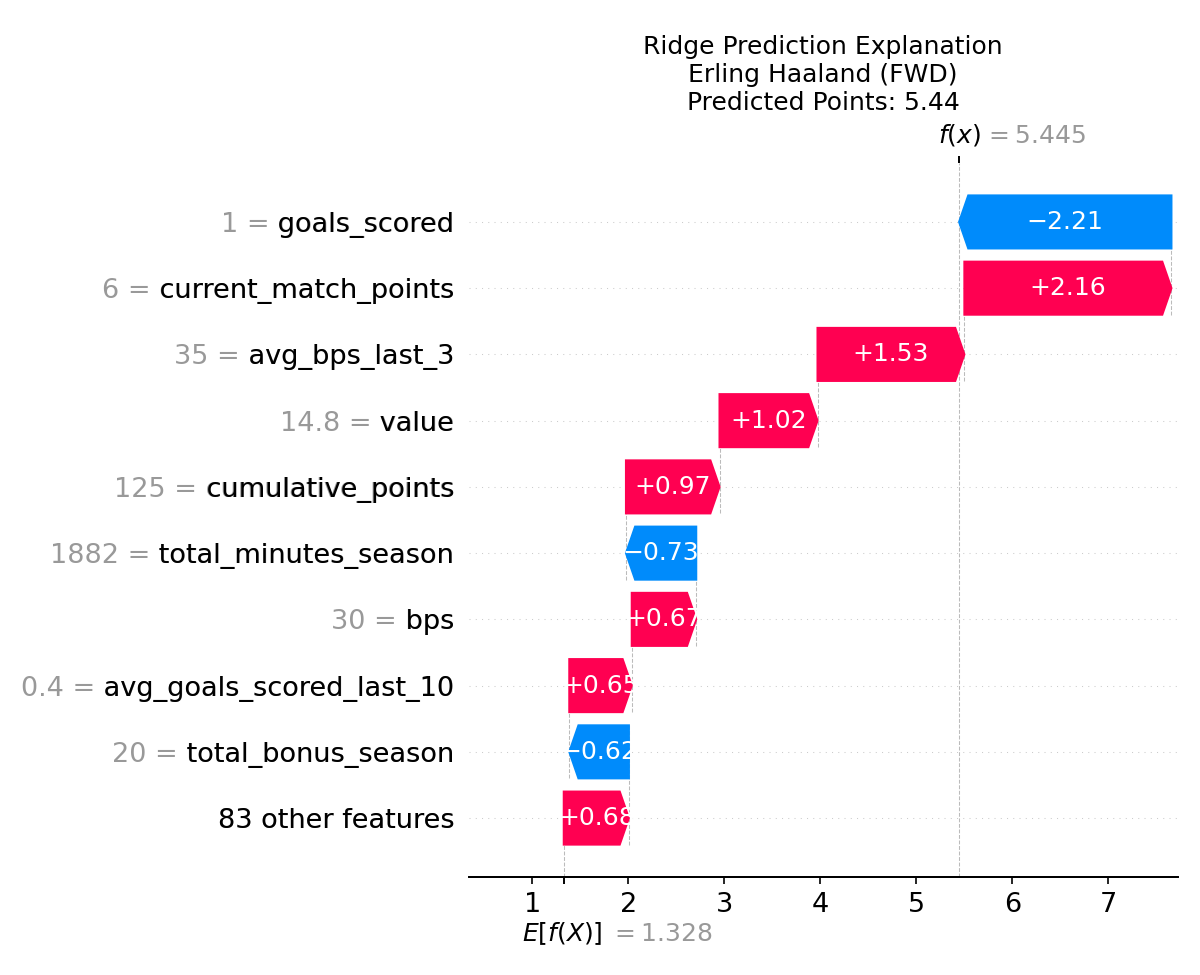 Ridge Prediction Explanation
Erling Haaland (FWD)
Predicted Points: 5.44
f(x) = 5.445
1 = goals_scored
−2.21
6 = current_match_points
+2.16
35 = avg_bps_last_3
+1.53
14.8 = value
+1.02
125 = cumulative_points
+0.97
1882 = total_minutes_season
−0.73
30 = bps
+0.67
0.4 = avg_goals_scored_last_10
+0.65
20 = total_bonus_season
−0.62
83 other features
+0.68
1 2 3 4 5 6 7
E[f(X)] = 1.328